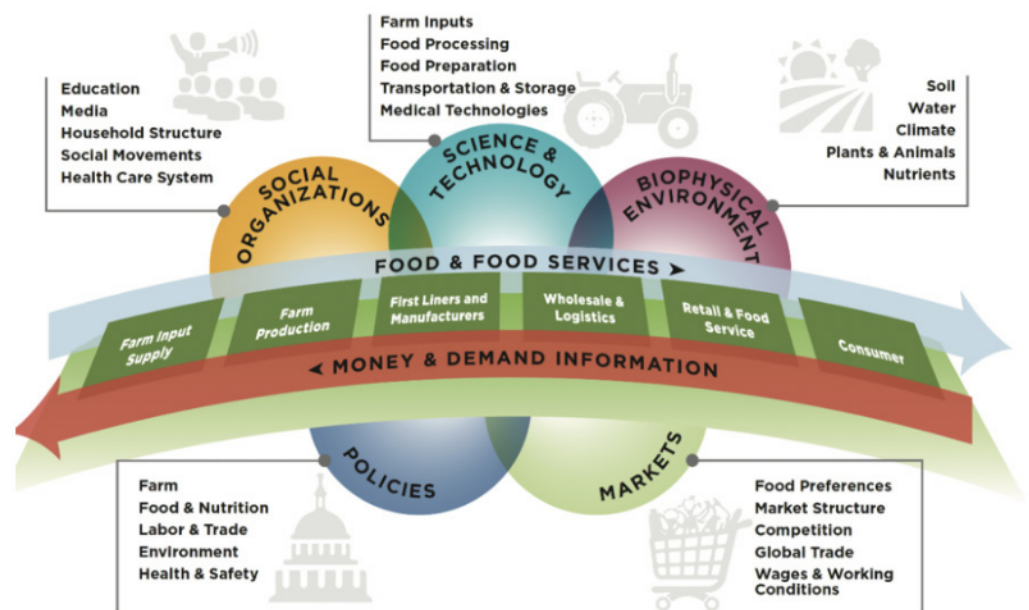 Farm Inputs
Food Processing
Food Preparation
Transportation & Storage
Medical Technologies
Education
Media
Household Structure
Social Movements
Health Care System
Soil
Water
Climate
Plants & Animals
Nutrients
SOCIAL
ORGANIZATIONS
SCIENCE &
TECHNOLOGY
BIOPHYSICAL
ENVIRONMENT
FOOD & FOOD SERVICES ➤
Farm Input
Supply
Farm
Production
First Liners and
Manufacturers
Wholesale &
Logistics
Retail & Food
Service
Consumer
◄ MONEY & DEMAND INFORMATION
POLICIES
MARKETS
Farm
Food & Nutrition
Labor & Trade
Environment
Health & Safety
Food Preferences
Market Structure
Competition
Global Trade
Wages & Working
Conditions